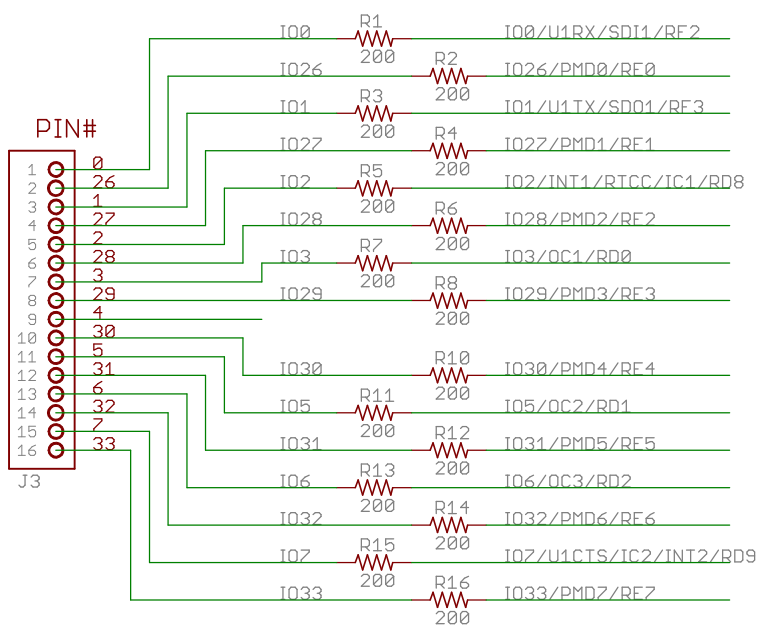 R1
IO0 IO0/U1RX/SDI1/RF2
200
R2
IO26 IO26/PMD0/RE0
200
R3
IO1 IO1/U1TX/SDO1/RF3
200
PIN#
R4
IO27 IO27/PMD1/RE1
200
1 0
R5
2 26 IO2 IO2/INT1/RTCC/IC1/RD8
200
3 1
R6
4 27 IO28 IO28/PMD2/RE2
200
5 2
R7
6 28 IO3 IO3/OC1/RD0
200
7 3
R8
8 29 IO29 IO29/PMD3/RE3
200
9 4
10 30
R10
11 5
12 31 IO30 IO30/PMD4/RE4
200
13 6
R11
14 32 IO5 IO5/OC2/RD1
200
15 7
R12
16 33 IO31 IO31/PMD5/RE5
200
J3
R13
IO6 IO6/OC3/RD2
200
R14
IO32 IO32/PMD6/RE6
200
R15
IO7 IO7/U1CTS/IC2/INT2/RD9
200
R16
IO33 IO33/PMD7/RE7
200